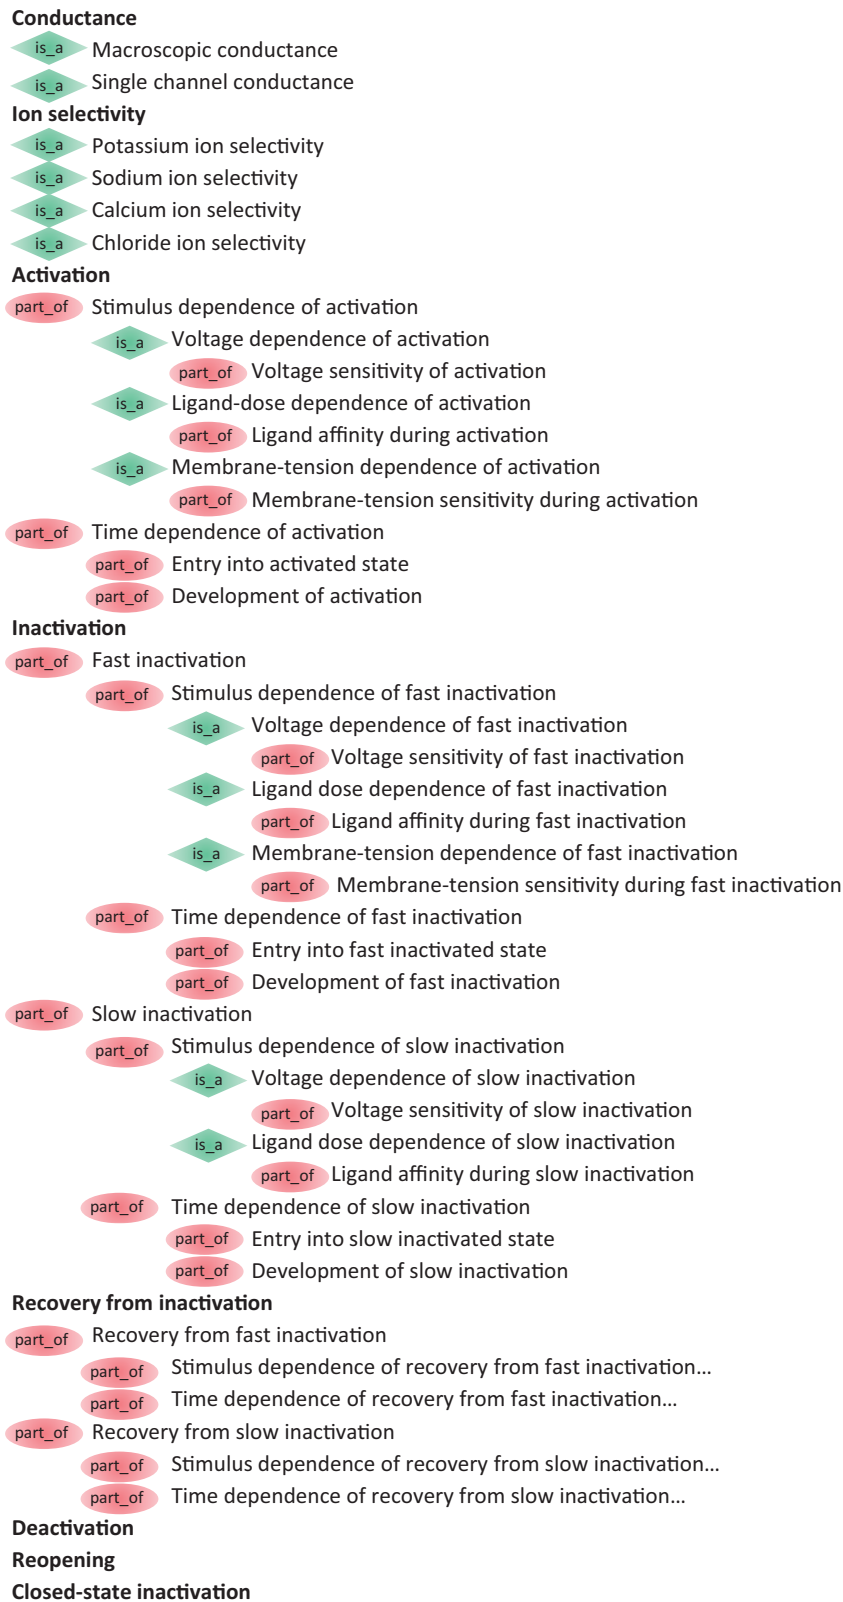 Conductance
is_a Macroscopic conductance
is_a Single channel conductance
Ion selectivity
is_a Potassium ion selectivity
is_a Sodium ion selectivity
is_a Calcium ion selectivity
is_a Chloride ion selectivity
Activation
part_of Stimulus dependence of activation
is_a Voltage dependence of activation
part_of Voltage sensitivity of activation
is_a Ligand-dose dependence of activation
part_of Ligand affinity during activation
is_a Membrane-tension dependence of activation
part_of Membrane-tension sensitivity during activation
part_of Time dependence of activation
part_of Entry into activated state
part_of Development of activation
Inactivation
part_of Fast inactivation
part_of Stimulus dependence of fast inactivation
is_a Voltage dependence of fast inactivation
part_of Voltage sensitivity of fast inactivation
is_a Ligand dose dependence of fast inactivation
part_of Ligand affinity during fast inactivation
is_a Membrane-tension dependence of fast inactivation
part_of Membrane-tension sensitivity during fast inactivation
part_of Time dependence of fast inactivation
part_of Entry into fast inactivated state
part_of Development of fast inactivation
part_of Slow inactivation
part_of Stimulus dependence of slow inactivation
is_a Voltage dependence of slow inactivation
part_of Voltage sensitivity of slow inactivation
is_a Ligand dose dependence of slow inactivation
part_of Ligand affinity during slow inactivation
part_of Time dependence of slow inactivation
part_of Entry into slow inactivated state
part_of Development of slow inactivation
Recovery from inactivation
part_of Recovery from fast inactivation
part_of Stimulus dependence of recovery from fast inactivation...
part_of Time dependence of recovery from fast inactivation...
part_of Recovery from slow inactivation
part_of Stimulus dependence of recovery from slow inactivation...
part_of Time dependence of recovery from slow inactivation...
Deactivation
Reopening
Closed-state inactivation